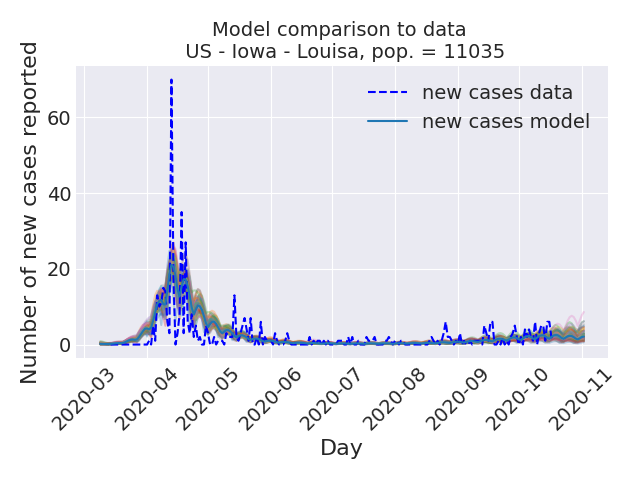 Model comparison to data
US - Iowa - Louisa, pop. = 11035
Number of new cases reported
60
40
20
0
new cases data
new cases model
2020-03
2020-04
2020-05
2020-06
2020-07
2020-08
2020-09
2020-10
2020-11
Day